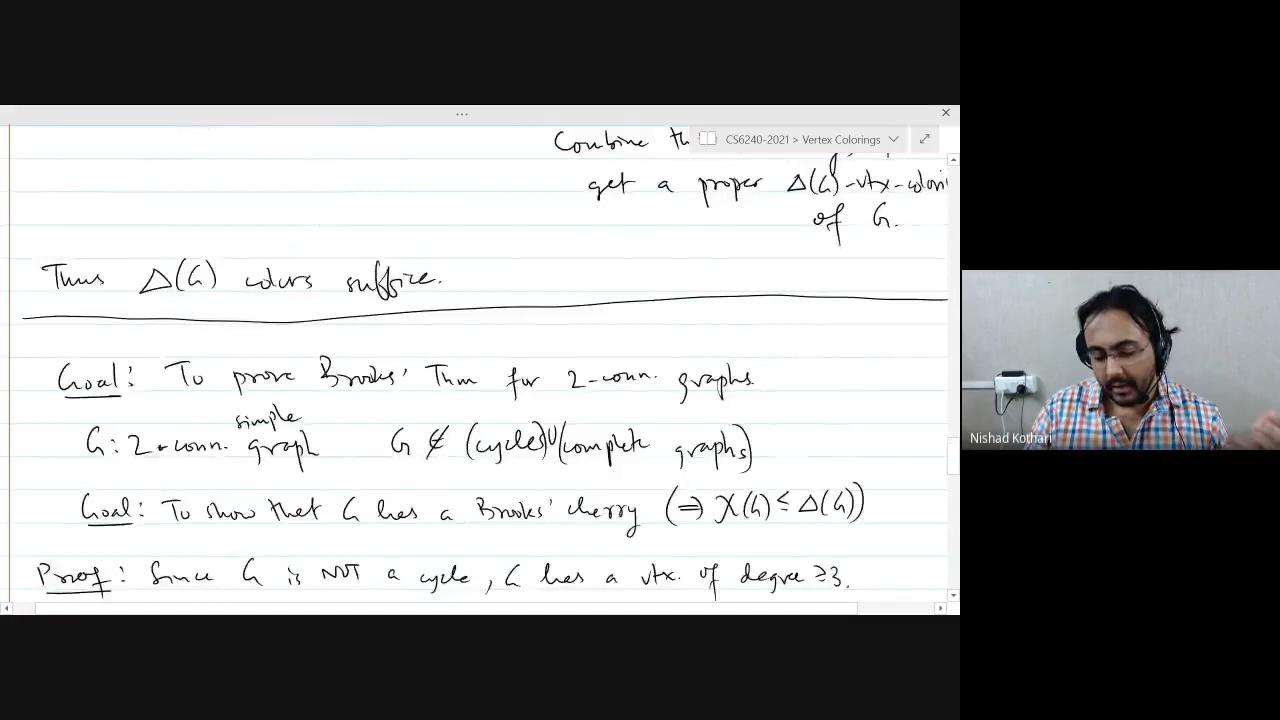 Combine th
CS6240-2021 > Vertex Colorings
get a proper Δ(G)-vtx-colori
of G.
Thus Δ(G) colors suffice.
Goal: To prove Brooks' Thm for 2-conn. graphs.
G: 2-conn. simple graph G ∉ (cycles) ∪ (complete graphs)
Goal: To show that G has a Brooks' cherry (⇒ χ(G) ≤ Δ(G))
Proof: Since G is NOT a cycle, G has a vtx. of degree ≥3.
Nishad Kothari